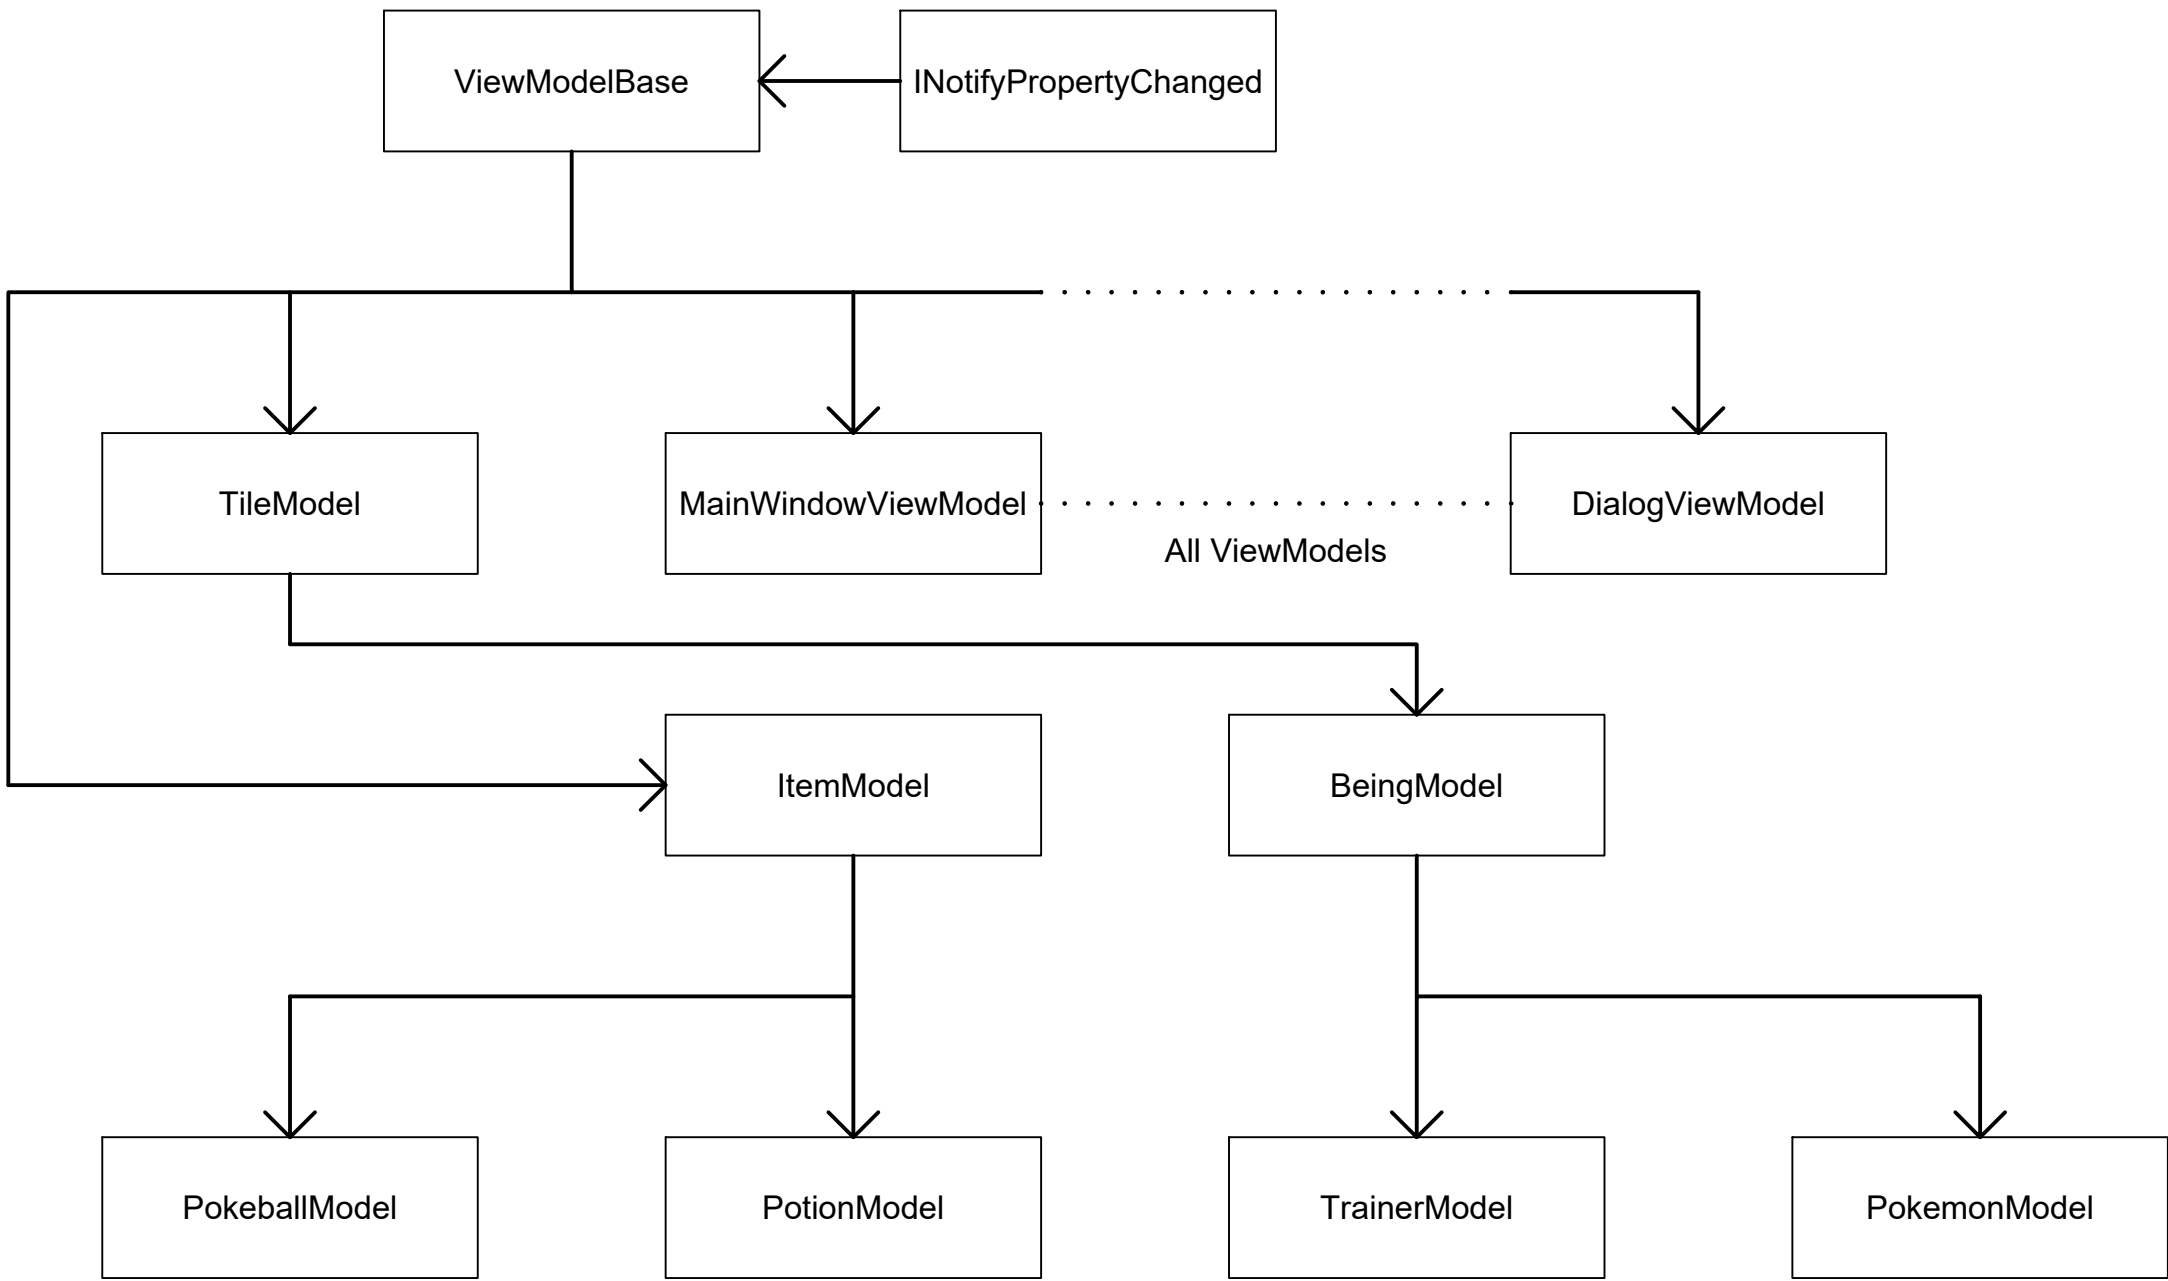 ViewModelBase
INotifyPropertyChanged
TileModel
MainWindowViewModel
DialogViewModel
All ViewModels
ItemModel
BeingModel
PokeballModel
PotionModel
TrainerModel
PokemonModel